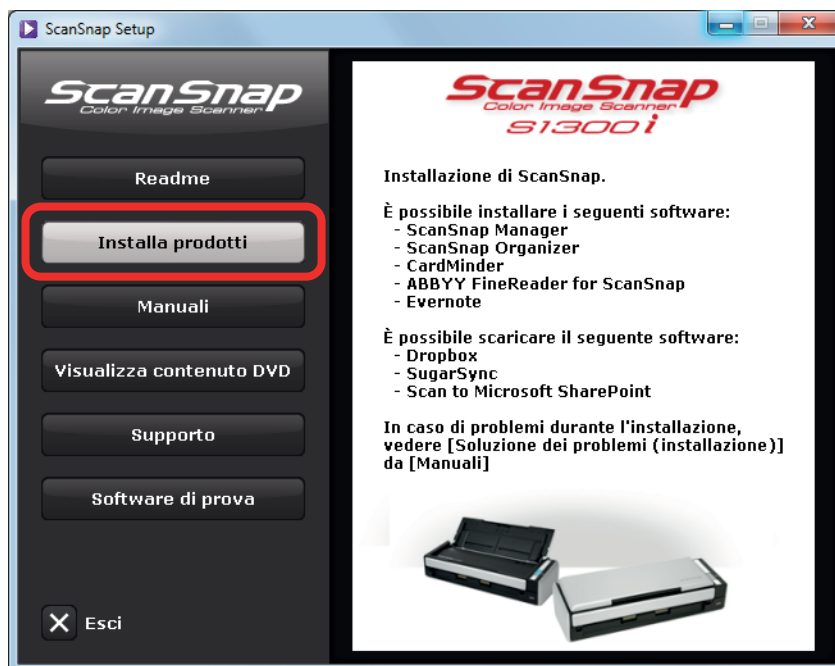 ScanSnap Setup
ScanSnap
Color Image Scanner
Readme
Installa prodotti
Manuali
Visualizza contenuto DVD
Supporto
Software di prova
Esci
ScanSnap
Color Image Scanner
S1300i
Installazione di ScanSnap.
È possibile installare i seguenti software:
- ScanSnap Manager
- ScanSnap Organizer
- CardMinder
- ABBYY FineReader for ScanSnap
- Evernote
È possibile scaricare il seguente software:
- Dropbox
- SugarSync
- Scan to Microsoft SharePoint
In caso di problemi durante l'installazione,
vedere [Soluzione dei problemi (installazione)]
da [Manuali]